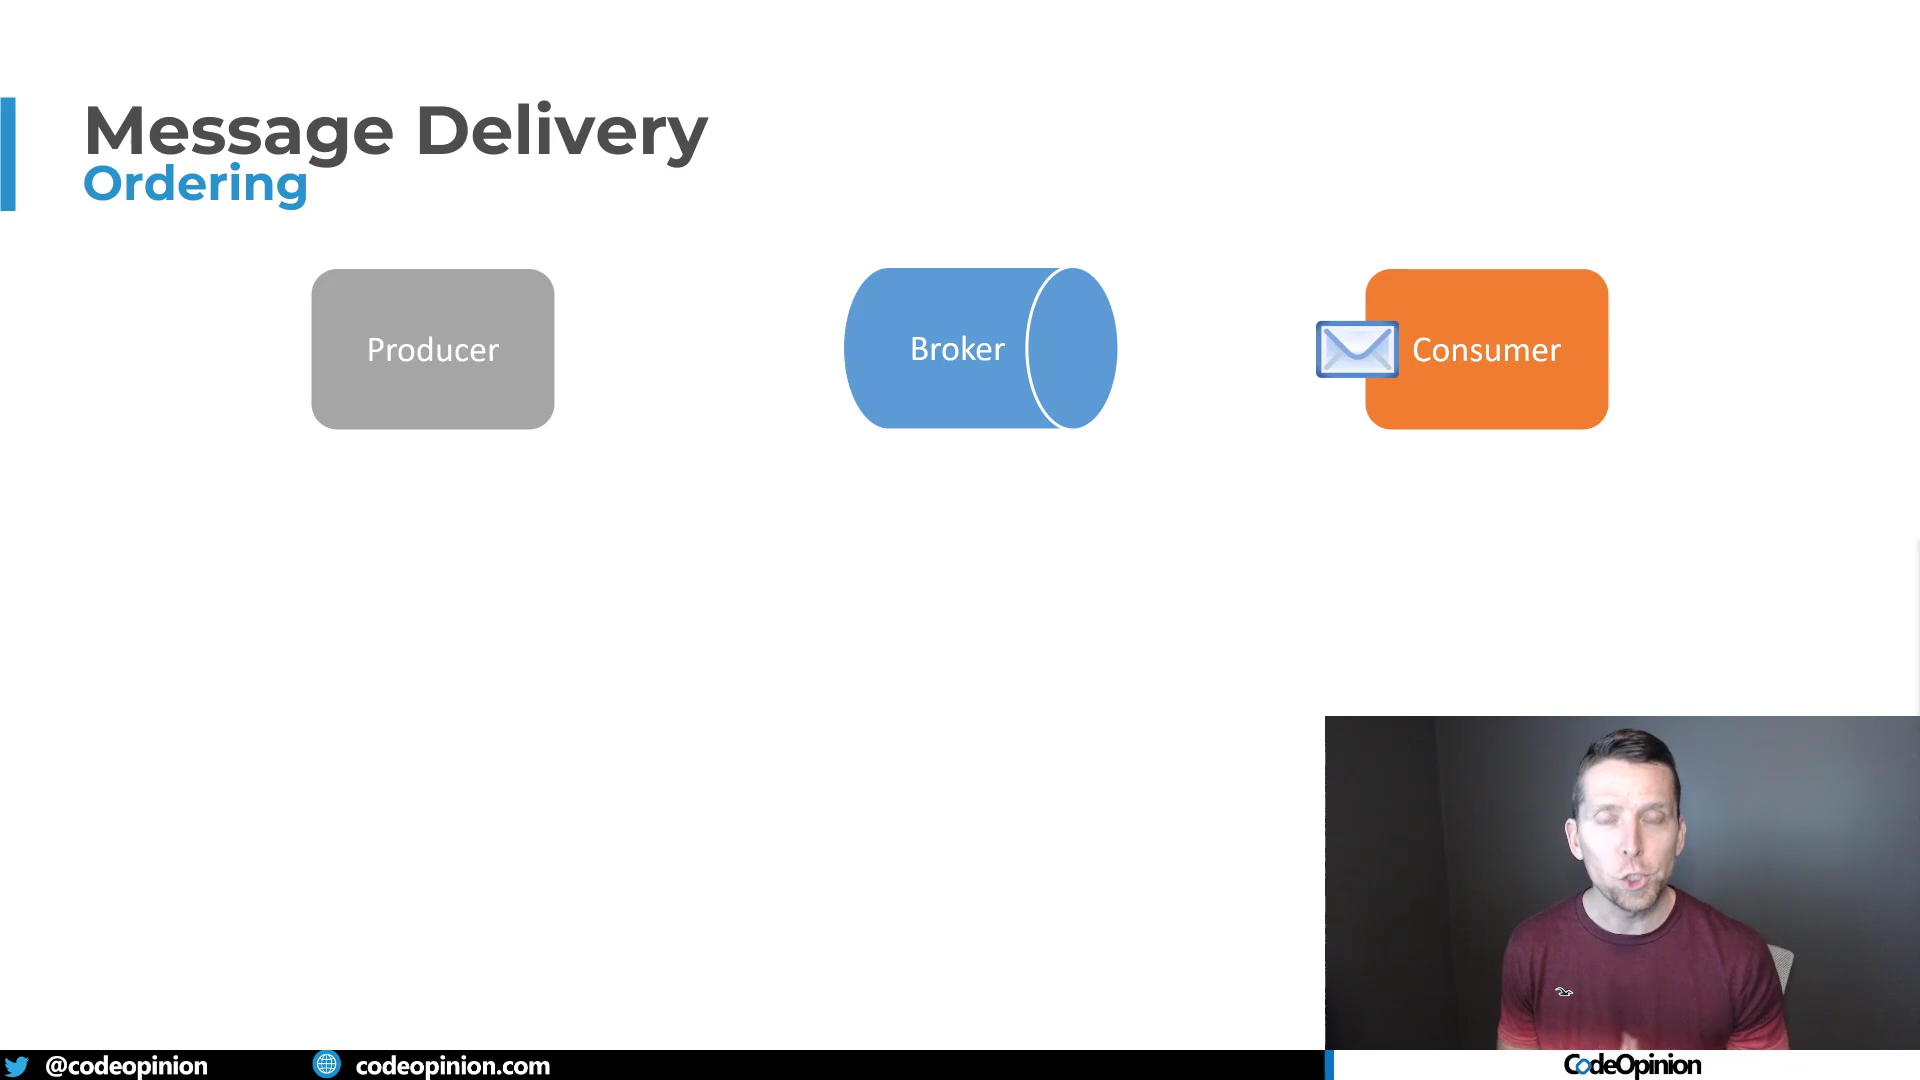 Message Delivery
Ordering
Producer
Broker
Consumer
@codeopinion
codeopinion.com
CodeOpinion